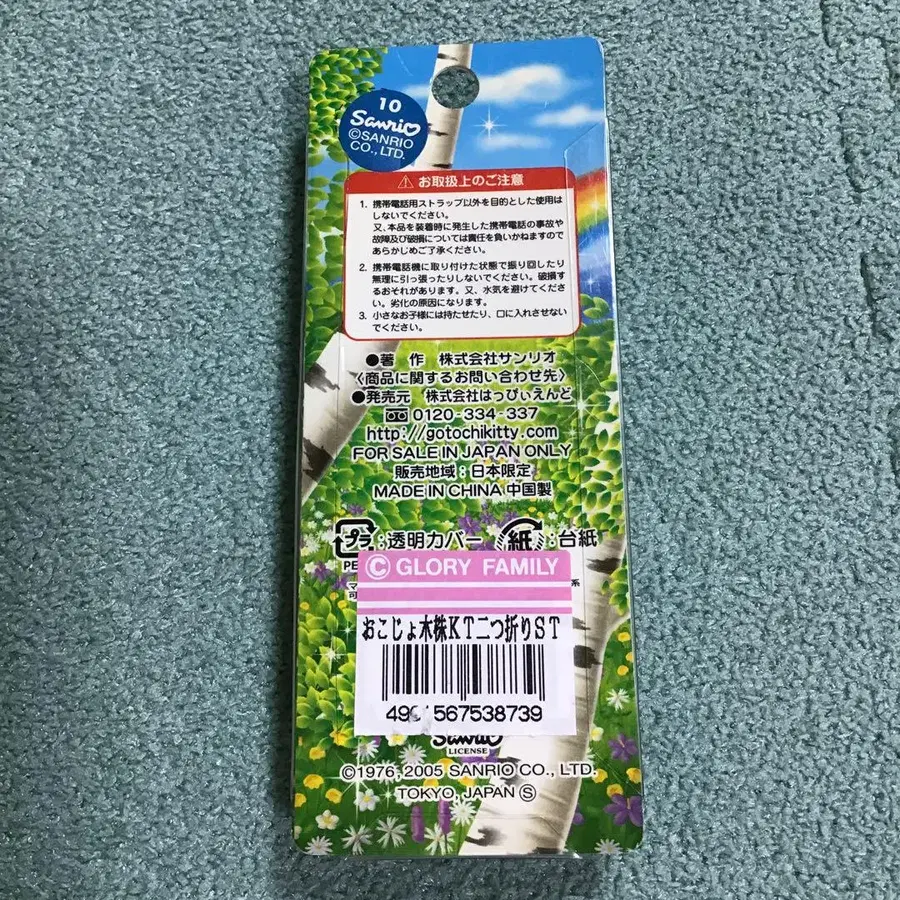 10
Sanrio
©SANRIO
CO., LTD.
⚠ お取扱上のご注意
1. 携帯電話用ストラップ以外を目的とした使用は
しないでください。
又、本品を装着時に発生した携帯電話の事故や
故障及び破損については責任を負いかねますので
あらかじめご了承ください。
2. 携帯電話機に取り付けた状態で振り回したり
無理に引っ張ったりしないでください。破損す
るおそれがあります。又、水気を避けてくださ
い。劣化の原因になります。
3. 小さなお子様には持たせたり、口に入れさせない
でください。
●著 作 株式会社サンリオ
〈商品に関するお問い合わせ先〉
●発売元 株式会社はっぴぃえんど
0120-334-337
http://gotochikitty.com
FOR SALE IN JAPAN ONLY
販売地域：日本限定
MADE IN CHINA 中国製
プラ:透明カバー 紙:台紙
PE
© GLORY FAMILY
おこじょ木株KT二つ折りST
567538739
Sanrio
LICENSE
©1976, 2005 SANRIO CO., LTD.
TOKYO, JAPAN Ⓢ